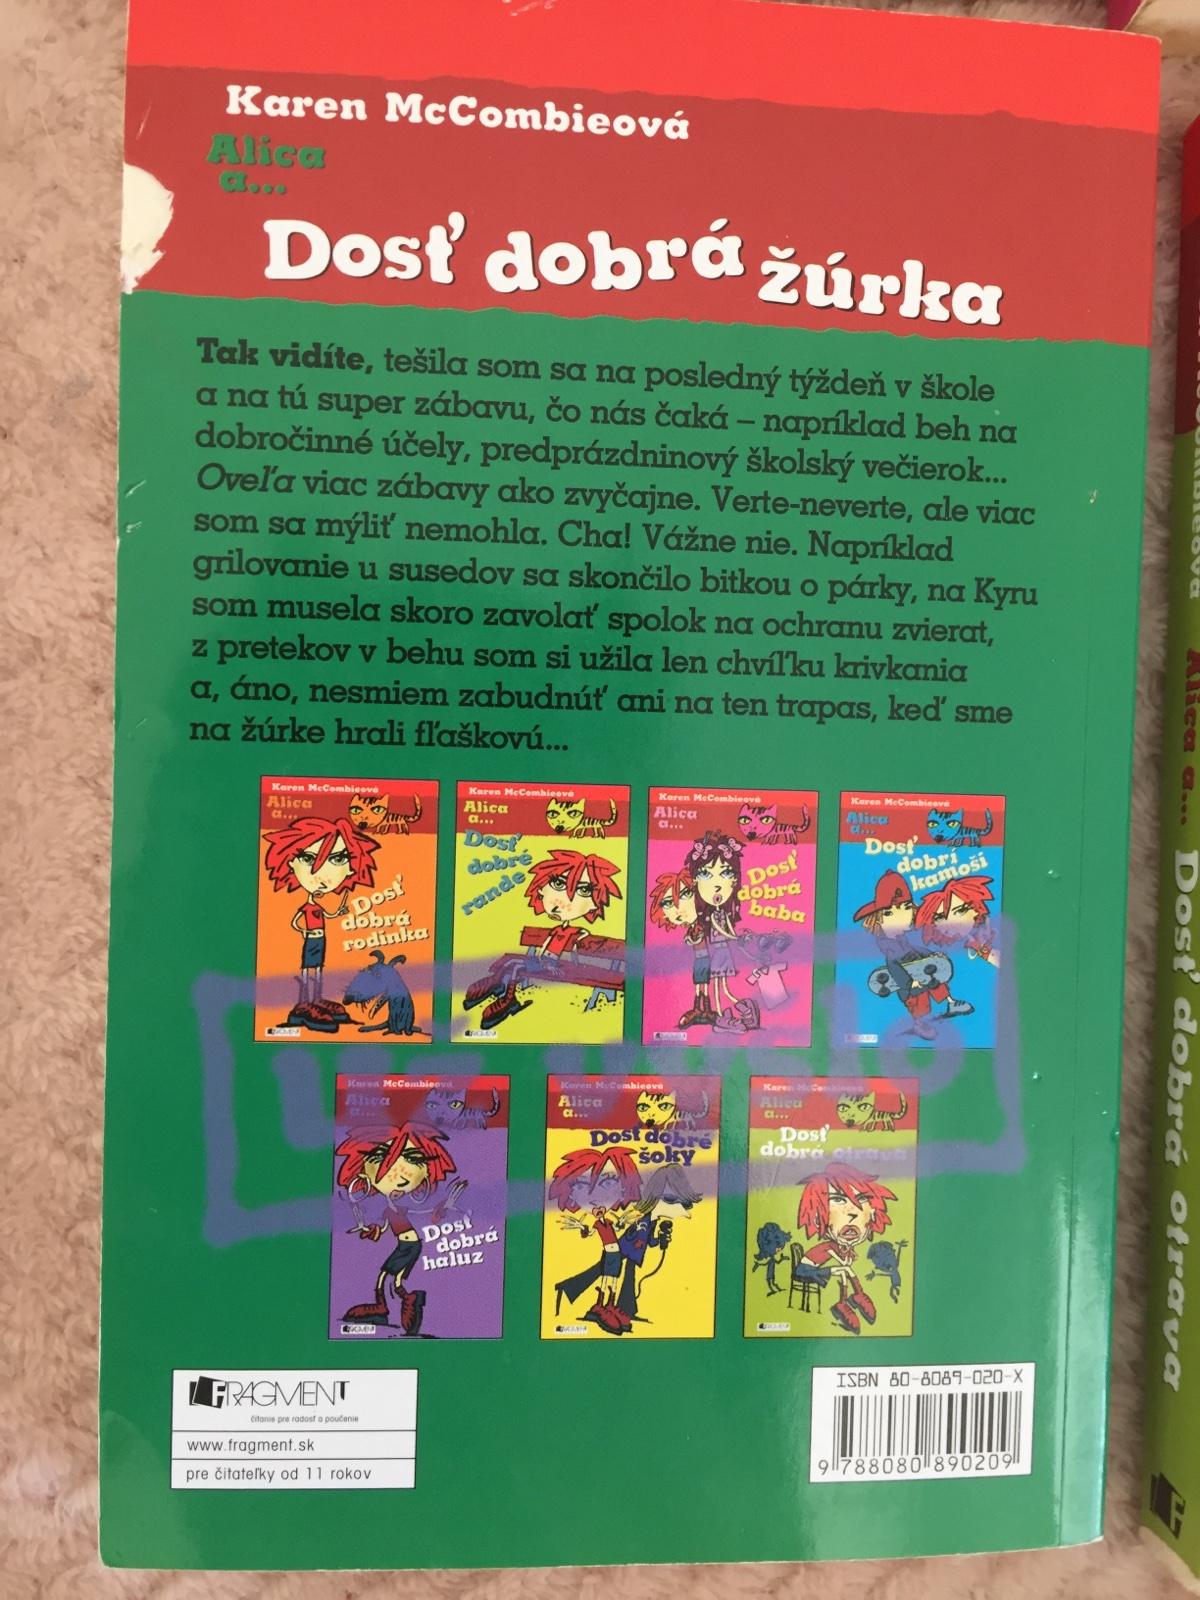 Karen McCombieová
Alica
a...
Dosť dobrá žúrka
Tak vidíte, tešila som sa na posledný týždeň v škole
a na tú super zábavu, čo nás čaká – napríklad beh na
dobročinné účely, predprázdninový školský večierok...
Oveľa viac zábavy ako zvyčajne. Verte-neverte, ale viac
som sa mýliť nemohla. Cha! Vážne nie. Napríklad
grilovanie u susedov sa skončilo bitkou o párky, na Kyru
som musela skoro zavolať spolok na ochranu zvierat,
z pretekov v behu som si užila len chvíľku krivkania
a, áno, nesmiem zabudnúť ani na ten trapas, keď sme
na žúrke hrali fľaškovú...
Karen McCombieová
Alica
a...
Dosť
dobrá
rodinka
FRAGMENT
Karen McCombieová
Alica
a...
Dosť
dobré
rande
FRAGMENT
Karen McCombieová
Alica
a...
Dosť
dobrá
baba
FRAGMENT
Karen McCombieová
Alica
a...
Dosť
dobrí
kamoši
Karen McCombieová
Alica
a...
Dosť
dobrá
haluz
FRAGMENT
Karen McCombieová
Alica
a...
Dosť dobré
šoky
FRAGMENT
Karen McCombieová
Alica
a...
Dosť
dobrá otrava
FRAGMENT
FRAGMENT
čítanie pre radosť a poučenie
www.fragment.sk
pre čitateľky od 11 rokov
ISBN 80-8089-020-X
9 788080 890209
Alica a... Dosť dobrá otrava